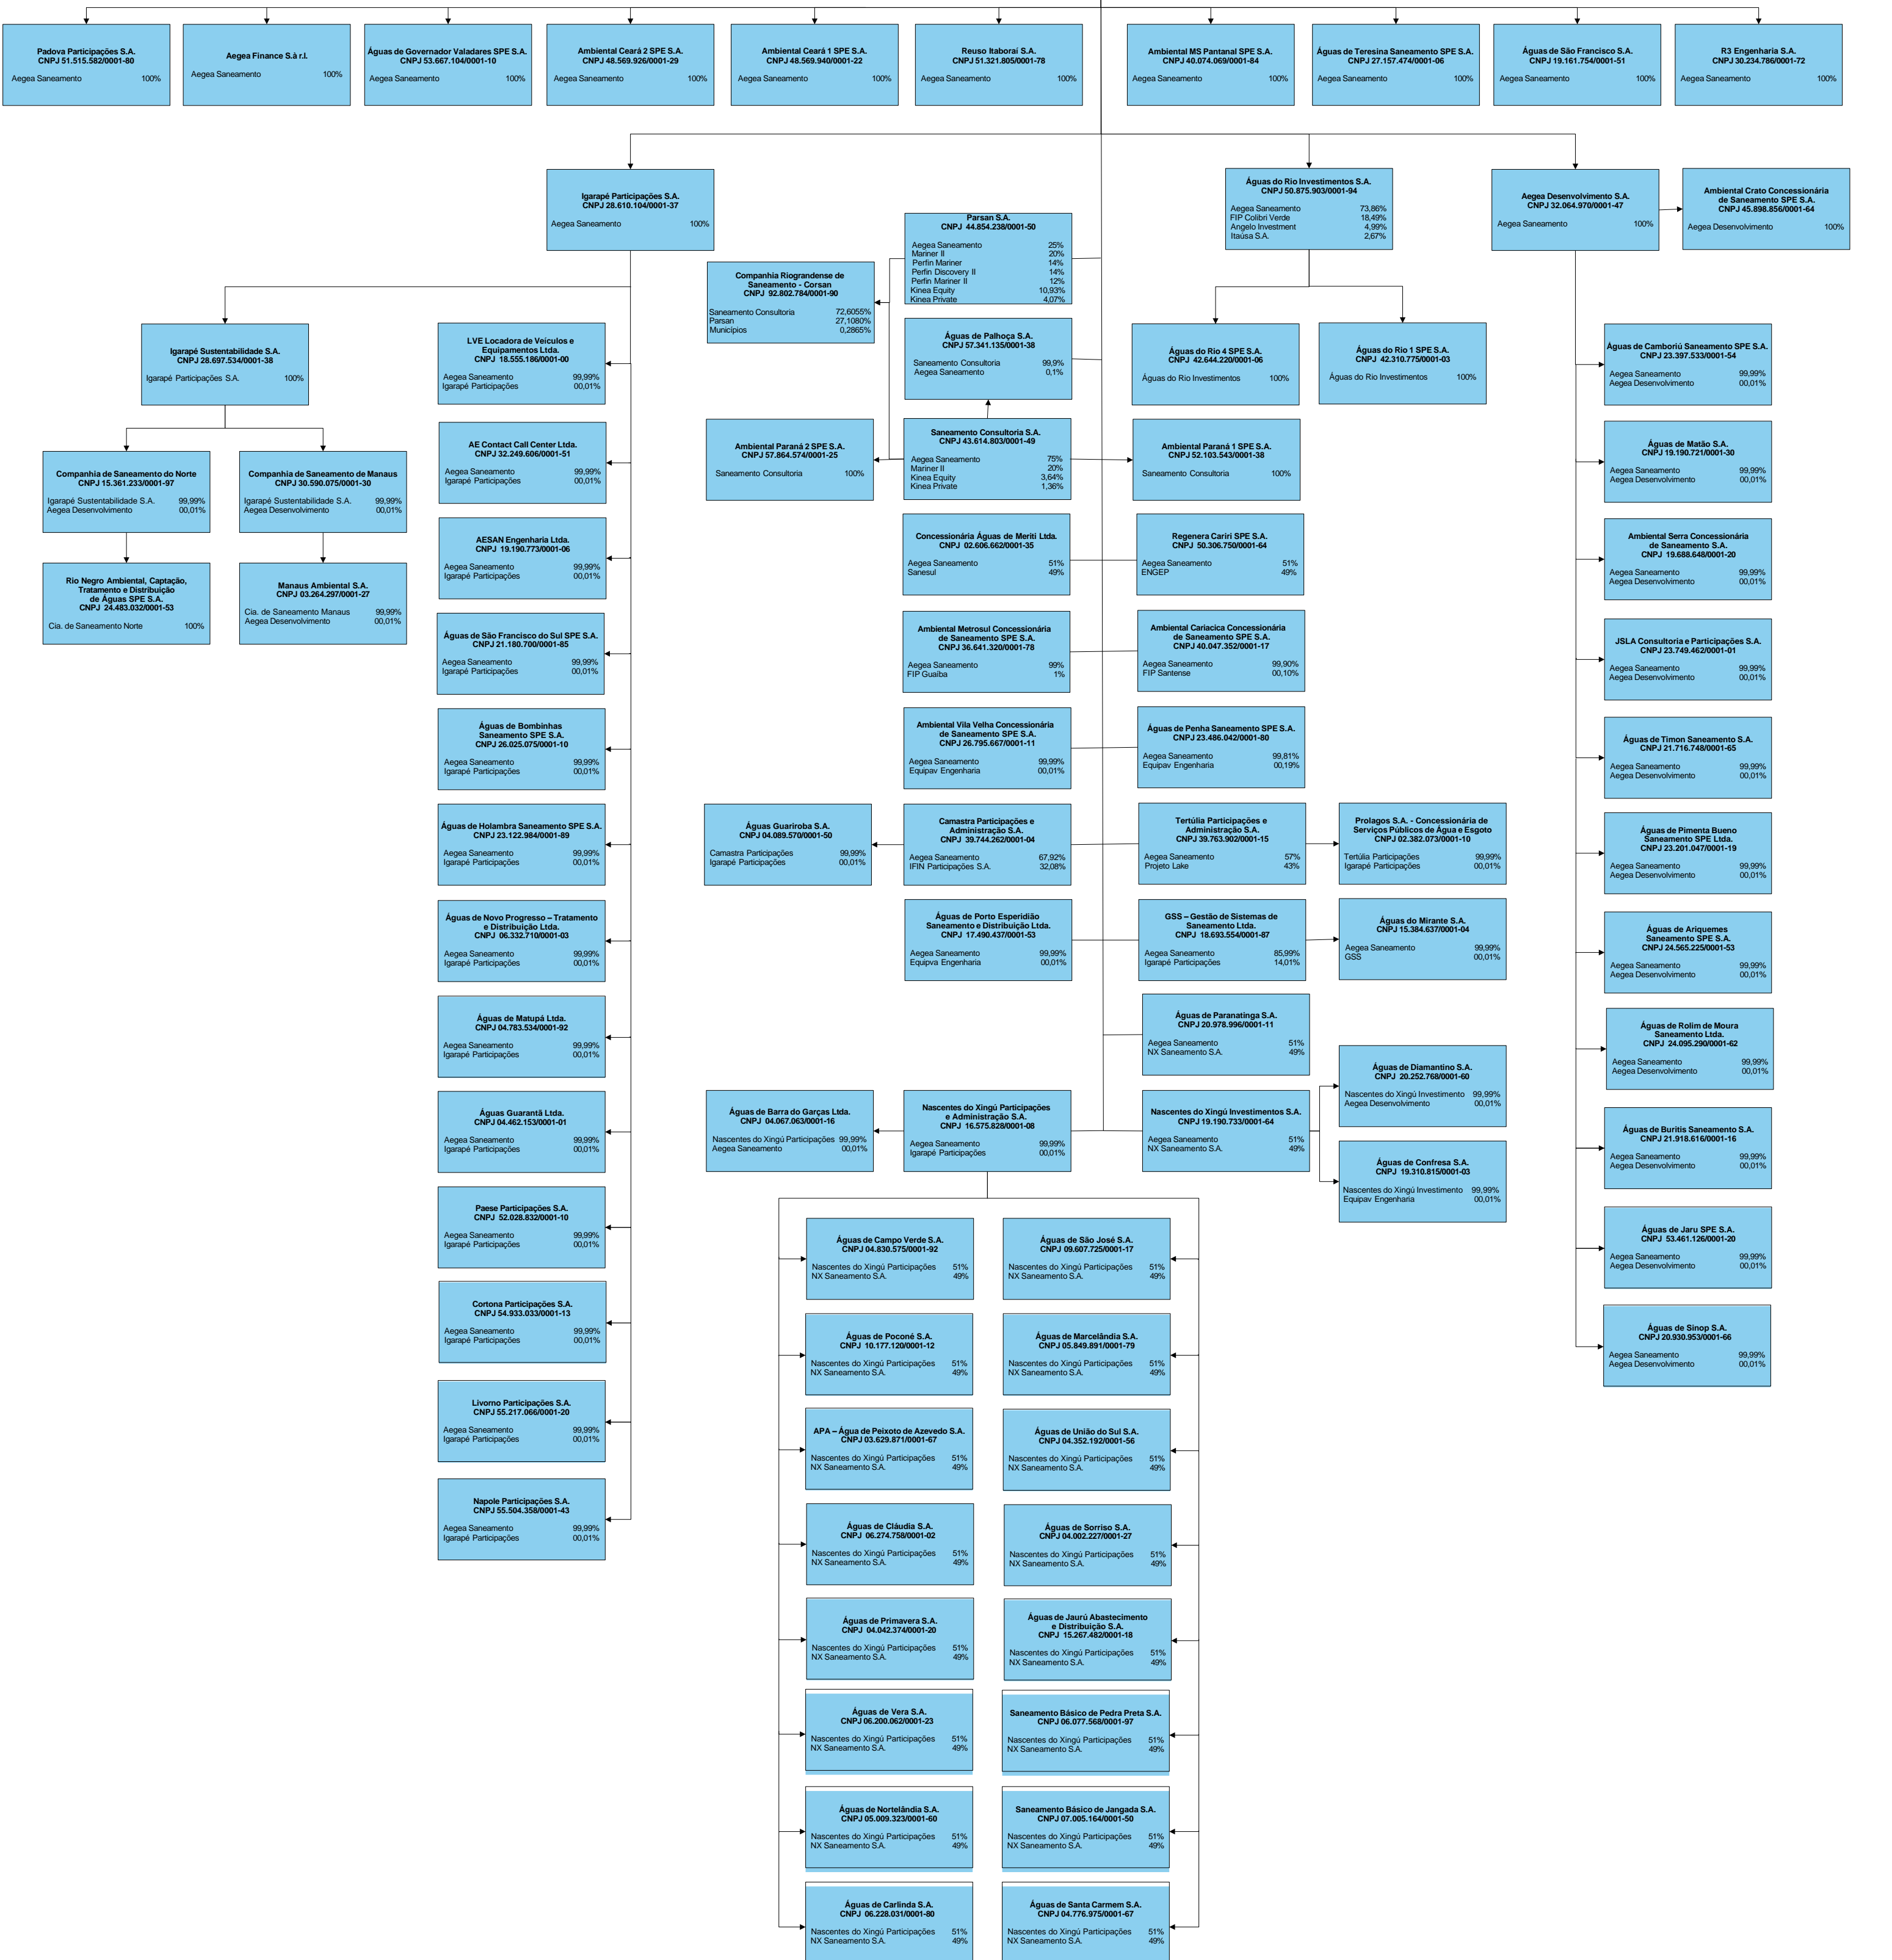 Padova Participações S.A.
CNPJ 51.515.582/0001-80
Aegea Saneamento 100%
Aegea Finance S.à r.l.
Aegea Saneamento 100%
Águas de Governador Valadares SPE S.A.
CNPJ 53.667.104/0001-10
Aegea Saneamento 100%
Ambiental Ceará 2 SPE S.A.
CNPJ 48.569.926/0001-29
Aegea Saneamento 100%
Ambiental Ceará 1 SPE S.A.
CNPJ 48.569.940/0001-22
Aegea Saneamento 100%
Reuso Itaboraí S.A.
CNPJ 51.321.805/0001-78
Aegea Saneamento 100%
Ambiental MS Pantanal SPE S.A.
CNPJ 40.074.069/0001-84
Aegea Saneamento 100%
Águas de Teresina Saneamento SPE S.A.
CNPJ 27.157.474/0001-06
Aegea Saneamento 100%
Águas de São Francisco S.A.
CNPJ 19.161.754/0001-51
Aegea Saneamento 100%
R3 Engenharia S.A.
CNPJ 30.234.786/0001-72
Aegea Saneamento 100%
Igarapé Participações S.A.
CNPJ 28.610.104/0001-37
Aegea Saneamento 100%
Parsan S.A.
CNPJ 44.854.238/0001-50
Aegea Saneamento 25%
Mariner II 20%
Perfin Mariner 14%
Perfin Discovery II 14%
Perfin Mariner II 12%
Kinea Equity 10,93%
Kinea Private 4,07%
Águas do Rio Investimentos S.A.
CNPJ 50.875.903/0001-94
Aegea Saneamento 73,86%
FIP Colibri Verde 18,49%
Angelo Investment 4,99%
Itaúsa S.A. 2,67%
Aegea Desenvolvimento S.A.
CNPJ 32.064.970/0001-47
Aegea Saneamento 100%
Ambiental Crato Concessionária
de Saneamento SPE S.A.
CNPJ 45.898.856/0001-64
Aegea Desenvolvimento 100%
Companhia Riograndense de
Saneamento - Corsan
CNPJ 92.802.784/0001-90
Saneamento Consultoria 72,6055%
Parsan 27,1080%
Municípios 0,2865%
Igarapé Sustentabilidade S.A.
CNPJ 28.697.534/0001-38
Igarapé Participações S.A. 100%
LVE Locadora de Veículos e
Equipamentos Ltda.
CNPJ 18.555.186/0001-00
Aegea Saneamento 99,99%
Igarapé Participações 00,01%
Águas de Palhoça S.A.
CNPJ 57.341.135/0001-38
Saneamento Consultoria 99,9%
Aegea Saneamento 0,1%
Águas do Rio 4 SPE S.A.
CNPJ 42.644.220/0001-06
Águas do Rio Investimentos 100%
Águas do Rio 1 SPE S.A.
CNPJ 42.310.775/0001-03
Águas do Rio Investimentos 100%
Águas de Camboriú Saneamento SPE S.A.
CNPJ 23.397.533/0001-54
Aegea Saneamento 99,99%
Aegea Desenvolvimento 00,01%
Companhia de Saneamento do Norte
CNPJ 15.361.233/0001-97
Igarapé Sustentabilidade S.A. 99,99%
Aegea Desenvolvimento 00,01%
Companhia de Saneamento de Manaus
CNPJ 30.590.075/0001-30
Igarapé Sustentabilidade S.A. 99,99%
Aegea Desenvolvimento 00,01%
AE Contact Call Center Ltda.
CNPJ 32.249.606/0001-51
Aegea Saneamento 99,99%
Igarapé Participações 00,01%
Ambiental Paraná 2 SPE S.A.
CNPJ 57.864.574/0001-25
Saneamento Consultoria 100%
Saneamento Consultoria S.A.
CNPJ 43.614.803/0001-49
Aegea Saneamento 75%
Mariner II 20%
Kinea Equity 3,64%
Kinea Private 1,36%
Ambiental Paraná 1 SPE S.A.
CNPJ 52.103.543/0001-38
Saneamento Consultoria 100%
Águas de Matão S.A.
CNPJ 19.190.721/0001-30
Aegea Saneamento 99,99%
Aegea Desenvolvimento 00,01%
Rio Negro Ambiental, Captação,
Tratamento e Distribuição
de Águas SPE S.A.
CNPJ 24.483.032/0001-53
Cia. de Saneamento Norte 100%
Manaus Ambiental S.A.
CNPJ 03.264.297/0001-27
Cia. de Saneamento Manaus 99,99%
Aegea Desenvolvimento 00,01%
AESAN Engenharia Ltda.
CNPJ 19.190.773/0001-06
Aegea Saneamento 99,99%
Igarapé Participações 00,01%
Concessionária Águas de Meriti Ltda.
CNPJ 02.606.662/0001-35
Aegea Saneamento 51%
Sanesul 49%
Regenera Cariri SPE S.A.
CNPJ 50.306.750/0001-64
Aegea Saneamento 51%
ENGEP 49%
Ambiental Serra Concessionária
de Saneamento S.A.
CNPJ 19.688.648/0001-20
Aegea Saneamento 99,99%
Aegea Desenvolvimento 00,01%
Águas de São Francisco do Sul SPE S.A.
CNPJ 21.180.700/0001-85
Aegea Saneamento 99,99%
Igarapé Participações 00,01%
Ambiental Metrosul Concessionária
de Saneamento SPE S.A.
CNPJ 36.641.320/0001-78
Aegea Saneamento 99%
FIP Guaíba 1%
Ambiental Cariacica Concessionária
de Saneamento SPE S.A.
CNPJ 40.047.352/0001-17
Aegea Saneamento 99,90%
FIP Santense 00,10%
JSLA Consultoria e Participações S.A.
CNPJ 23.749.462/0001-01
Aegea Saneamento 99,99%
Aegea Desenvolvimento 00,01%
Águas de Bombinhas
Saneamento SPE S.A.
CNPJ 26.025.075/0001-10
Aegea Saneamento 99,99%
Igarapé Participações 00,01%
Ambiental Vila Velha Concessionária
de Saneamento SPE S.A.
CNPJ 26.795.667/0001-11
Aegea Saneamento 99,99%
Equipav Engenharia 00,01%
Águas de Penha Saneamento SPE S.A.
CNPJ 23.486.042/0001-80
Aegea Saneamento 99,81%
Equipav Engenharia 00,19%
Águas de Timon Saneamento S.A.
CNPJ 21.716.748/0001-65
Aegea Saneamento 99,99%
Aegea Desenvolvimento 00,01%
Águas de Holambra Saneamento SPE S.A.
CNPJ 23.122.984/0001-89
Aegea Saneamento 99,99%
Igarapé Participações 00,01%
Águas Guariroba S.A.
CNPJ 04.089.570/0001-50
Camastra Participações 99,99%
Igarapé Participações 00,01%
Camastra Participações e
Administração S.A.
CNPJ 39.744.262/0001-04
Aegea Saneamento 67,92%
IFIN Participações S.A. 32,08%
Tertúlia Participações e
Administração S.A.
CNPJ 39.763.902/0001-15
Aegea Saneamento 57%
Projeto Lake 43%
Prolagos S.A. - Concessionária de
Serviços Públicos de Água e Esgoto
CNPJ 02.382.073/0001-10
Tertúlia Participações 99,99%
Igarapé Participações 00,01%
Águas de Pimenta Bueno
Saneamento SPE Ltda.
CNPJ 23.201.047/0001-19
Aegea Saneamento 99,99%
Aegea Desenvolvimento 00,01%
Águas de Novo Progresso – Tratamento
e Distribuição Ltda.
CNPJ 06.332.710/0001-03
Aegea Saneamento 99,99%
Igarapé Participações 00,01%
Águas de Porto Esperidião
Saneamento e Distribuição Ltda.
CNPJ 17.490.437/0001-53
Aegea Saneamento 99,99%
Equipva Engenharia 00,01%
GSS – Gestão de Sistemas de
Saneamento Ltda.
CNPJ 18.693.554/0001-87
Aegea Saneamento 85,99%
Igarapé Participações 14,01%
Águas do Mirante S.A.
CNPJ 15.384.637/0001-04
Aegea Saneamento 99,99%
GSS 00,01%
Águas de Ariquemes
Saneamento SPE S.A.
CNPJ 24.565.225/0001-53
Aegea Saneamento 99,99%
Aegea Desenvolvimento 00,01%
Águas de Matupá Ltda.
CNPJ 04.783.534/0001-92
Aegea Saneamento 99,99%
Igarapé Participações 00,01%
Águas de Paranatinga S.A.
CNPJ 20.978.996/0001-11
Aegea Saneamento 51%
NX Saneamento S.A. 49%
Águas de Rolim de Moura
Saneamento Ltda.
CNPJ 24.095.290/0001-62
Aegea Saneamento 99,99%
Aegea Desenvolvimento 00,01%
Águas de Diamantino S.A.
CNPJ 20.252.768/0001-60
Nascentes do Xingú Investimento 99,99%
Aegea Desenvolvimento 00,01%
Águas Guarantã Ltda.
CNPJ 04.462.153/0001-01
Aegea Saneamento 99,99%
Igarapé Participações 00,01%
Águas de Barra do Garças Ltda.
CNPJ 04.067.063/0001-16
Nascentes do Xingú Participações 99,99%
Aegea Saneamento 00,01%
Nascentes do Xingú Participações
e Administração S.A.
CNPJ 16.575.828/0001-08
Aegea Saneamento 99,99%
Igarapé Participações 00,01%
Nascentes do Xingú Investimentos S.A.
CNPJ 19.190.733/0001-64
Aegea Saneamento 51%
NX Saneamento S.A. 49%
Águas de Buritis Saneamento S.A.
CNPJ 21.918.616/0001-16
Aegea Saneamento 99,99%
Aegea Desenvolvimento 00,01%
Águas de Confresa S.A.
CNPJ 19.310.815/0001-03
Nascentes do Xingú Investimento 99,99%
Equipav Engenharia 00,01%
Paese Participações S.A.
CNPJ 52.028.832/0001-10
Aegea Saneamento 99,99%
Igarapé Participações 00,01%
Águas de Campo Verde S.A.
CNPJ 04.830.575/0001-92
Nascentes do Xingú Participações 51%
NX Saneamento S.A. 49%
Águas de São José S.A.
CNPJ 09.607.725/0001-17
Nascentes do Xingú Participações 51%
NX Saneamento S.A. 49%
Águas de Jaru SPE S.A.
CNPJ 53.461.126/0001-20
Aegea Saneamento 99,99%
Aegea Desenvolvimento 00,01%
Cortona Participações S.A.
CNPJ 54.933.033/0001-13
Aegea Saneamento 99,99%
Igarapé Participações 00,01%
Águas de Poconé S.A.
CNPJ 10.177.120/0001-12
Nascentes do Xingú Participações 51%
NX Saneamento S.A. 49%
Águas de Marcelândia S.A.
CNPJ 05.849.891/0001-79
Nascentes do Xingú Participações 51%
NX Saneamento S.A. 49%
Águas de Sinop S.A.
CNPJ 20.930.953/0001-66
Aegea Saneamento 99,99%
Aegea Desenvolvimento 00,01%
Livorno Participações S.A.
CNPJ 55.217.066/0001-20
Aegea Saneamento 99,99%
Igarapé Participações 00,01%
APA – Água de Peixoto de Azevedo S.A.
CNPJ 03.629.871/0001-67
Nascentes do Xingú Participações 51%
NX Saneamento S.A. 49%
Águas de União do Sul S.A.
CNPJ 04.352.192/0001-56
Nascentes do Xingú Participações 51%
NX Saneamento S.A. 49%
Napole Participações S.A.
CNPJ 55.504.358/0001-43
Aegea Saneamento 99,99%
Igarapé Participações 00,01%
Águas de Cláudia S.A.
CNPJ 06.274.758/0001-02
Nascentes do Xingú Participações 51%
NX Saneamento S.A. 49%
Águas de Sorriso S.A.
CNPJ 04.002.227/0001-27
Nascentes do Xingú Participações 51%
NX Saneamento S.A. 49%
Águas de Primavera S.A.
CNPJ 04.042.374/0001-20
Nascentes do Xingú Participações 51%
NX Saneamento S.A. 49%
Águas de Jaurú Abastecimento
e Distribuição S.A.
CNPJ 15.267.482/0001-18
Nascentes do Xingú Participações 51%
NX Saneamento S.A. 49%
Águas de Vera S.A.
CNPJ 06.200.062/0001-23
Nascentes do Xingú Participações 51%
NX Saneamento S.A. 49%
Saneamento Básico de Pedra Preta S.A.
CNPJ 06.077.568/0001-97
Nascentes do Xingú Participações 51%
NX Saneamento S.A. 49%
Águas de Nortelândia S.A.
CNPJ 05.009.323/0001-60
Nascentes do Xingú Participações 51%
NX Saneamento S.A. 49%
Saneamento Básico de Jangada S.A.
CNPJ 07.005.164/0001-50
Nascentes do Xingú Participações 51%
NX Saneamento S.A. 49%
Águas de Carlinda S.A.
CNPJ 06.228.031/0001-80
Nascentes do Xingú Participações 51%
NX Saneamento S.A. 49%
Águas de Santa Carmem S.A.
CNPJ 04.776.975/0001-67
Nascentes do Xingú Participações 51%
NX Saneamento S.A. 49%